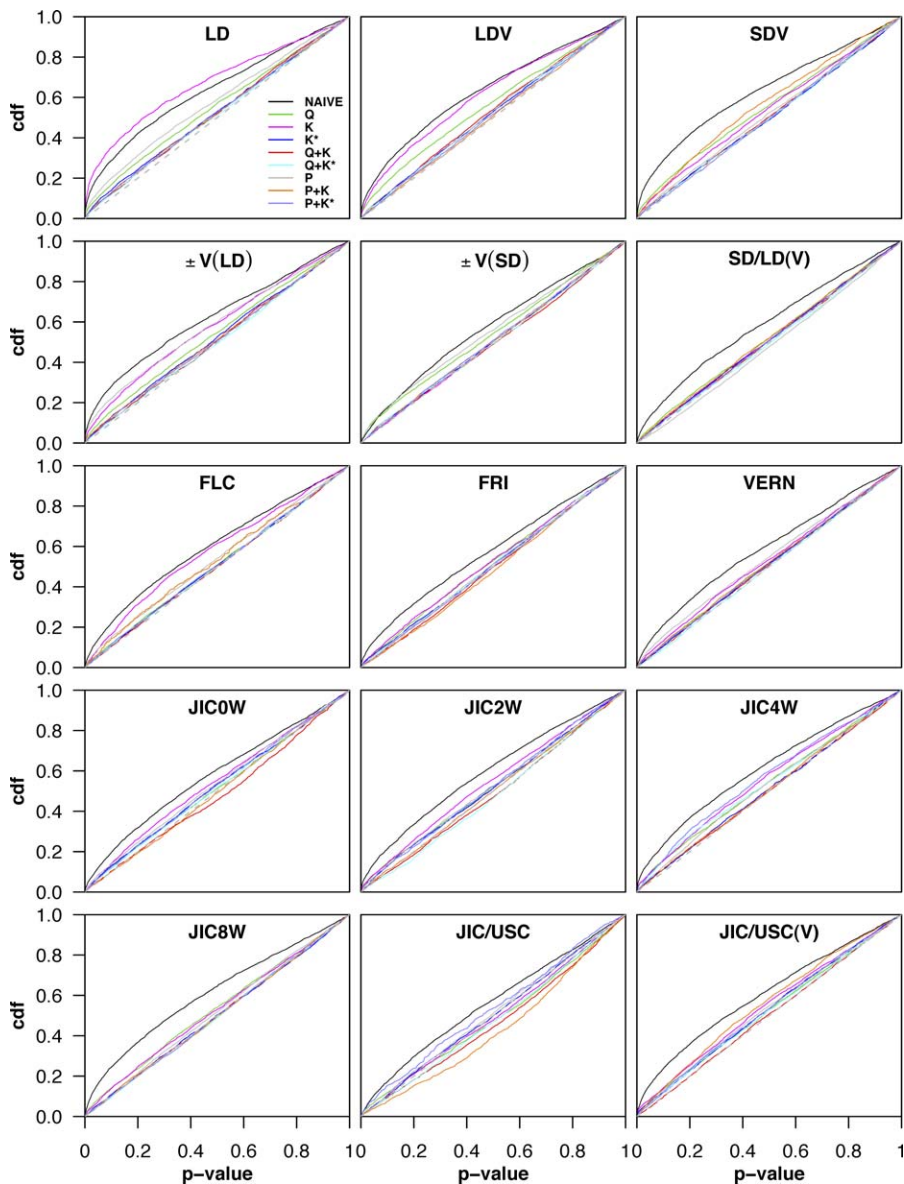 LD
LDV
SDV
1.0
0.8
0.6
0.4
0.2
0.0
cdf
NAIVE
Q
K
K*
Q+K
Q+K*
P
P+K
P+K*
± V(LD)
± V(SD)
SD/LD(V)
1.0
0.8
0.6
0.4
0.2
0.0
cdf
FLC
FRI
VERN
1.0
0.8
0.6
0.4
0.2
0.0
cdf
JIC0W
JIC2W
JIC4W
1.0
0.8
0.6
0.4
0.2
0.0
cdf
JIC8W
JIC/USC
JIC/USC(V)
1.0
0.8
0.6
0.4
0.2
0.0
cdf
0 0.2 0.4 0.6 0.8 10 0.2 0.4 0.6 0.8 10 0.2 0.4 0.6 0.8 1
p−value p−value p−value